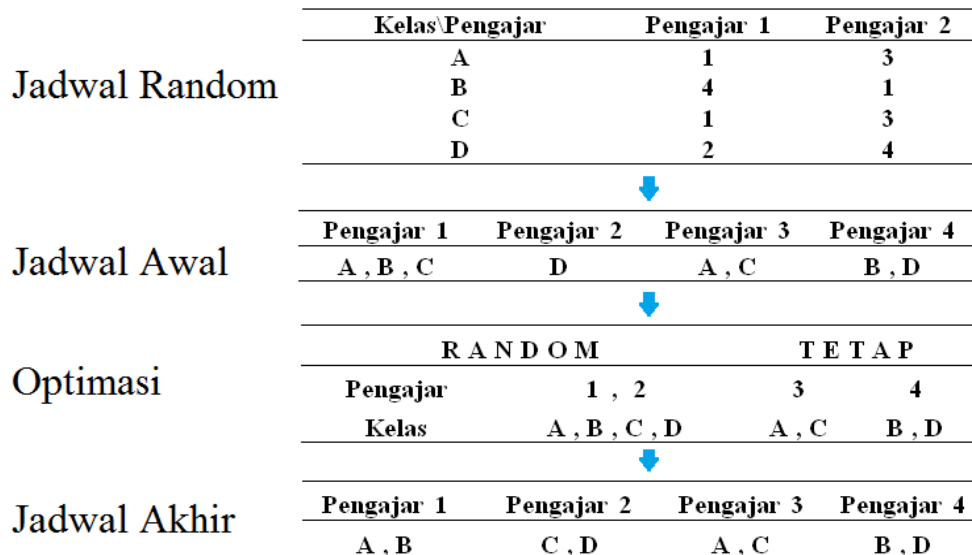 Jadwal Random
Kelas\Pengajar Pengajar 1 Pengajar 2
A 1 3
B 4 1
C 1 3
D 2 4
Jadwal Awal
Pengajar 1 Pengajar 2 Pengajar 3 Pengajar 4
A , B , C D A , C B , D
Optimasi
R A N D O M T E T A P
Pengajar 1 , 2 3 4
Kelas A , B , C , D A , C B , D
Jadwal Akhir
Pengajar 1 Pengajar 2 Pengajar 3 Pengajar 4
A , B C , D A , C B , D